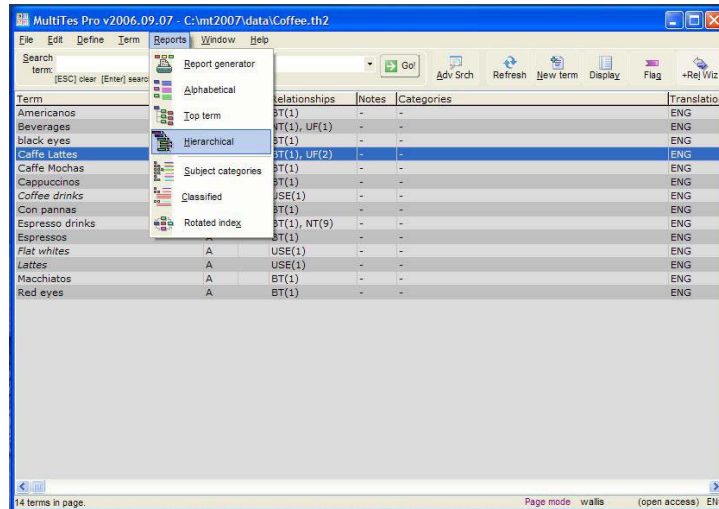 MultiTes Pro v2006.09.07 - C:\mt2007\data\Coffee.th2
File Edit Define Term Reports Window Help
Search term:
[ESC] clear [Enter] searc
Go!
Adv Srch
Refresh
New term
Display
Flag
+Rel Wiz
Report generator
Alphabetical
Top term
Hierarchical
Subject categories
Classified
Rotated index
Term Relationships Notes Categories Translatio
Americanos BT(1) - - ENG
Beverages NT(1), UF(1) - - ENG
black eyes BT(1) - - ENG
Caffe Lattes BT(1), UF(2) - - ENG
Caffe Mochas BT(1) - - ENG
Cappuccinos BT(1) - - ENG
Coffee drinks USE(1) - - ENG
Con pannas BT(1) - - ENG
Espresso drinks BT(1), NT(9) - - ENG
Espressos A BT(1) - - ENG
Flat whites A USE(1) - - ENG
Lattes A USE(1) - - ENG
Macchiatos A BT(1) - - ENG
Red eyes A BT(1) - - ENG
14 terms in page. Page mode wallis (open access) EN